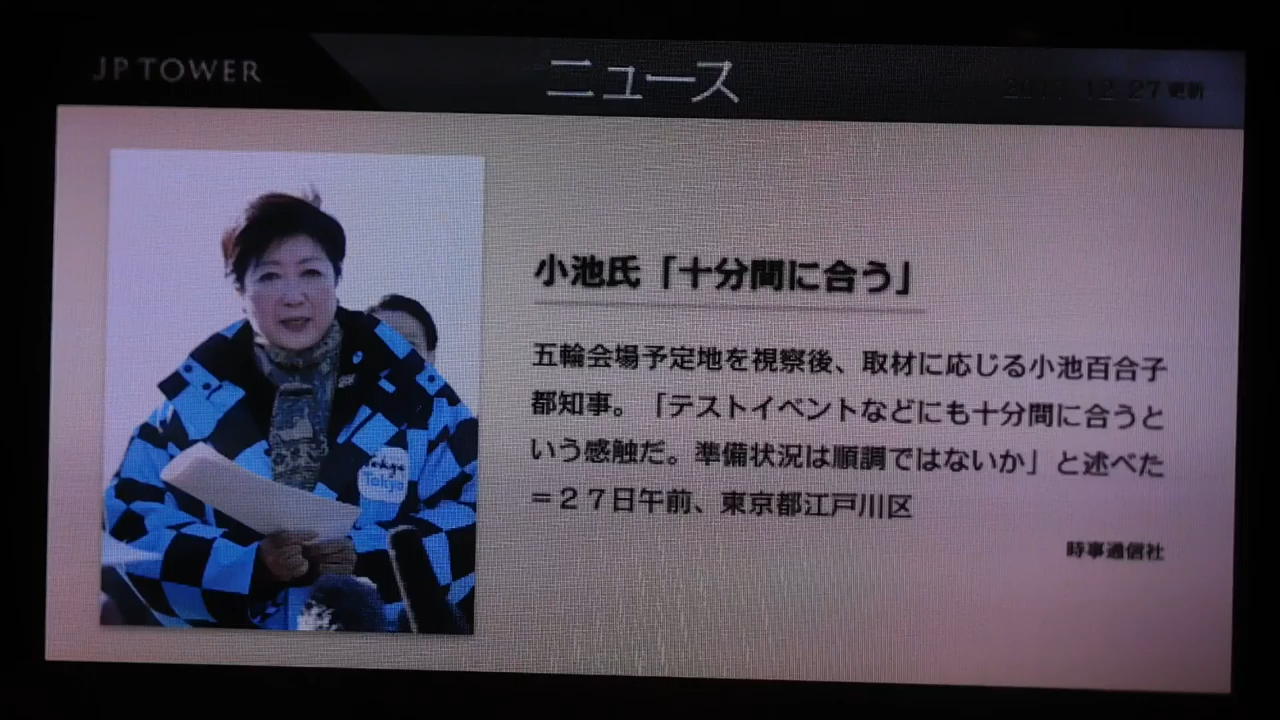 JP TOWER
ニュース
12 27 更新
小池氏「十分間に合う」
五輪会場予定地を視察後、取材に応じる小池百合子
都知事。「テストイベントなどにも十分間に合うと
いう感触だ。準備状況は順調ではないか」と述べた
＝２７日午前、東京都江戸川区
時事通信社
Tokyo
Tokyo